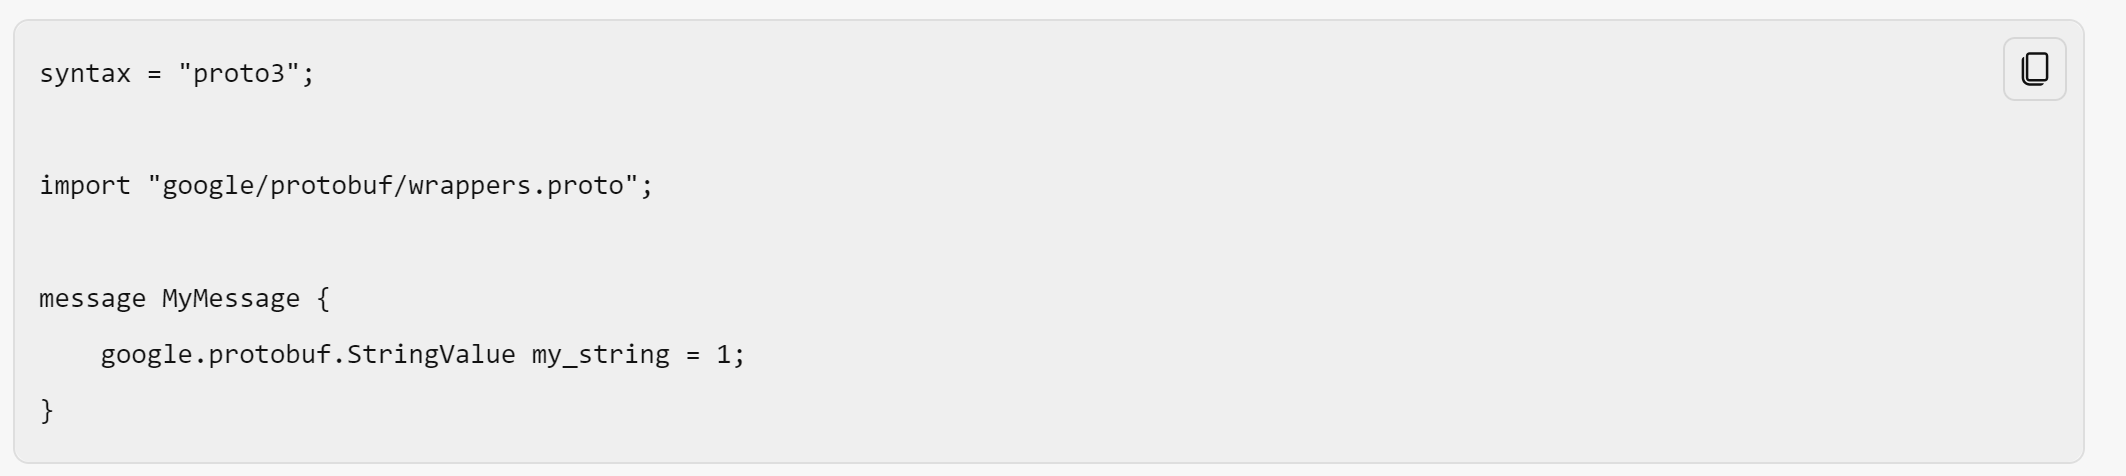 syntax = "proto3";
import "google/protobuf/wrappers.proto";
message MyMessage {
    google.protobuf.StringValue my_string = 1;
}